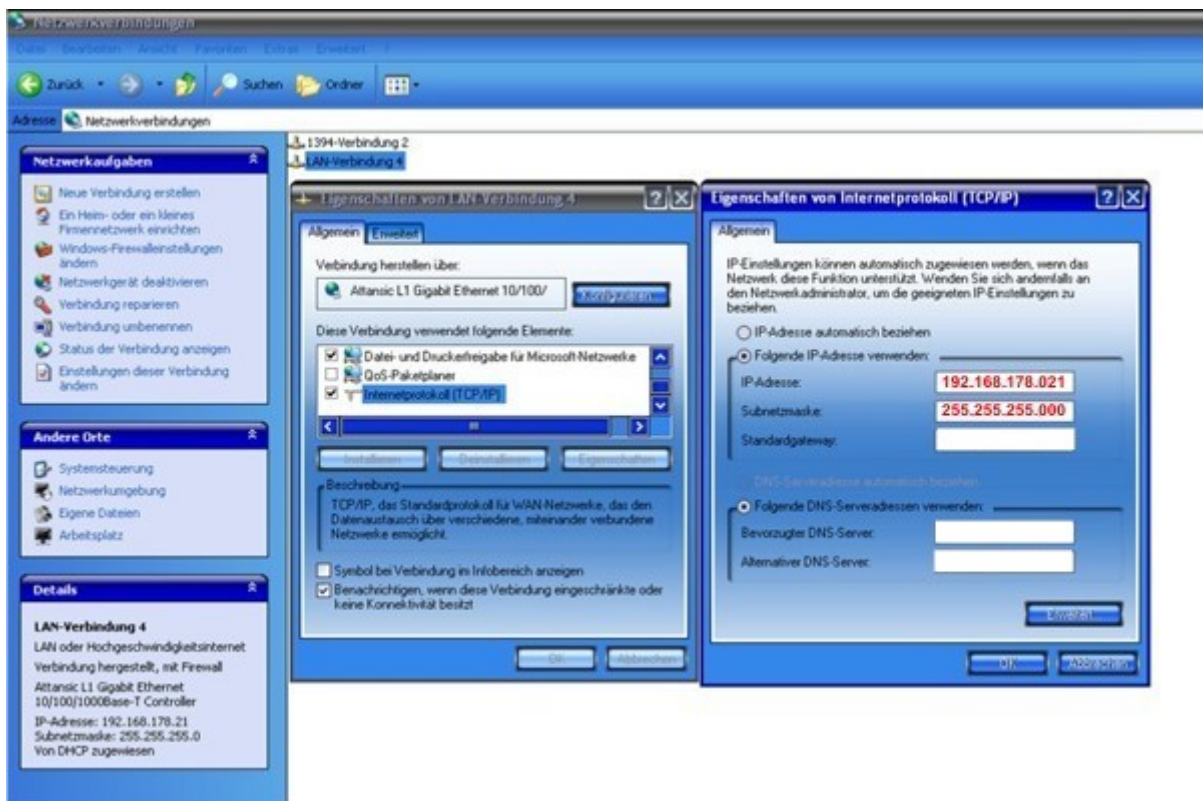 Netzwerkverbindungen
Datei Bearbeiten Ansicht Favoriten Extras Erweitert ?
Zurück Suchen Ordner
Adresse Netzwerkverbindungen
Netzwerkaufgaben
Neue Verbindung erstellen
Ein Heim- oder ein kleines
Firmennetzwerk einrichten
Windows-Firewalleinstellungen
ändern
Netzwerkgerät deaktivieren
Verbindung reparieren
Verbindung umbenennen
Status der Verbindung anzeigen
Einstellungen dieser Verbindung
ändern
Andere Orte
Systemsteuerung
Netzwerkumgebung
Eigene Dateien
Arbeitsplatz
Details
LAN-Verbindung 4
LAN oder Hochgeschwindigkeitsinternet
Verbindung hergestellt, mit Firewall
Attansic L1 Gigabit Ethernet
10/100/1000Base-T Controller
IP-Adresse: 192.168.178.21
Subnetzmaske: 255.255.255.0
Von DHCP zugewiesen
1394-Verbindung 2
LAN-Verbindung 4
Eigenschaften von LAN-Verbindung 4
Allgemein Erweitert
Verbindung herstellen über:
Attansic L1 Gigabit Ethernet 10/100/
Konfigurieren...
Diese Verbindung verwendet folgende Elemente:
Datei- und Druckerfreigabe für Microsoft-Netzwerke
QoS-Paketplaner
Internetprotokoll (TCP/IP)
Installieren... Deinstallieren Eigenschaften
Beschreibung
TCP/IP, das Standardprotokoll für WAN-Netzwerke, das den
Datenaustausch über verschiedene, miteinander verbundene
Netzwerke ermöglicht.
Symbol bei Verbindung im Infobereich anzeigen
Benachrichtigen, wenn diese Verbindung eingeschränkte oder
keine Konnektivität besitzt
OK Abbrechen
Eigenschaften von Internetprotokoll (TCP/IP)
Allgemein
IP-Einstellungen können automatisch zugewiesen werden, wenn das
Netzwerk diese Funktion unterstützt. Wenden Sie sich andernfalls an
den Netzwerkadministrator, um die geeigneten IP-Einstellungen zu
beziehen.
IP-Adresse automatisch beziehen
Folgende IP-Adresse verwenden:
IP-Adresse: 192.168.178.021
Subnetzmaske: 255.255.255.000
Standardgateway:
DNS-Serveradresse automatisch beziehen
Folgende DNS-Serveradressen verwenden:
Bevorzugter DNS-Server:
Alternativer DNS-Server:
Erweitert...
OK Abbrechen